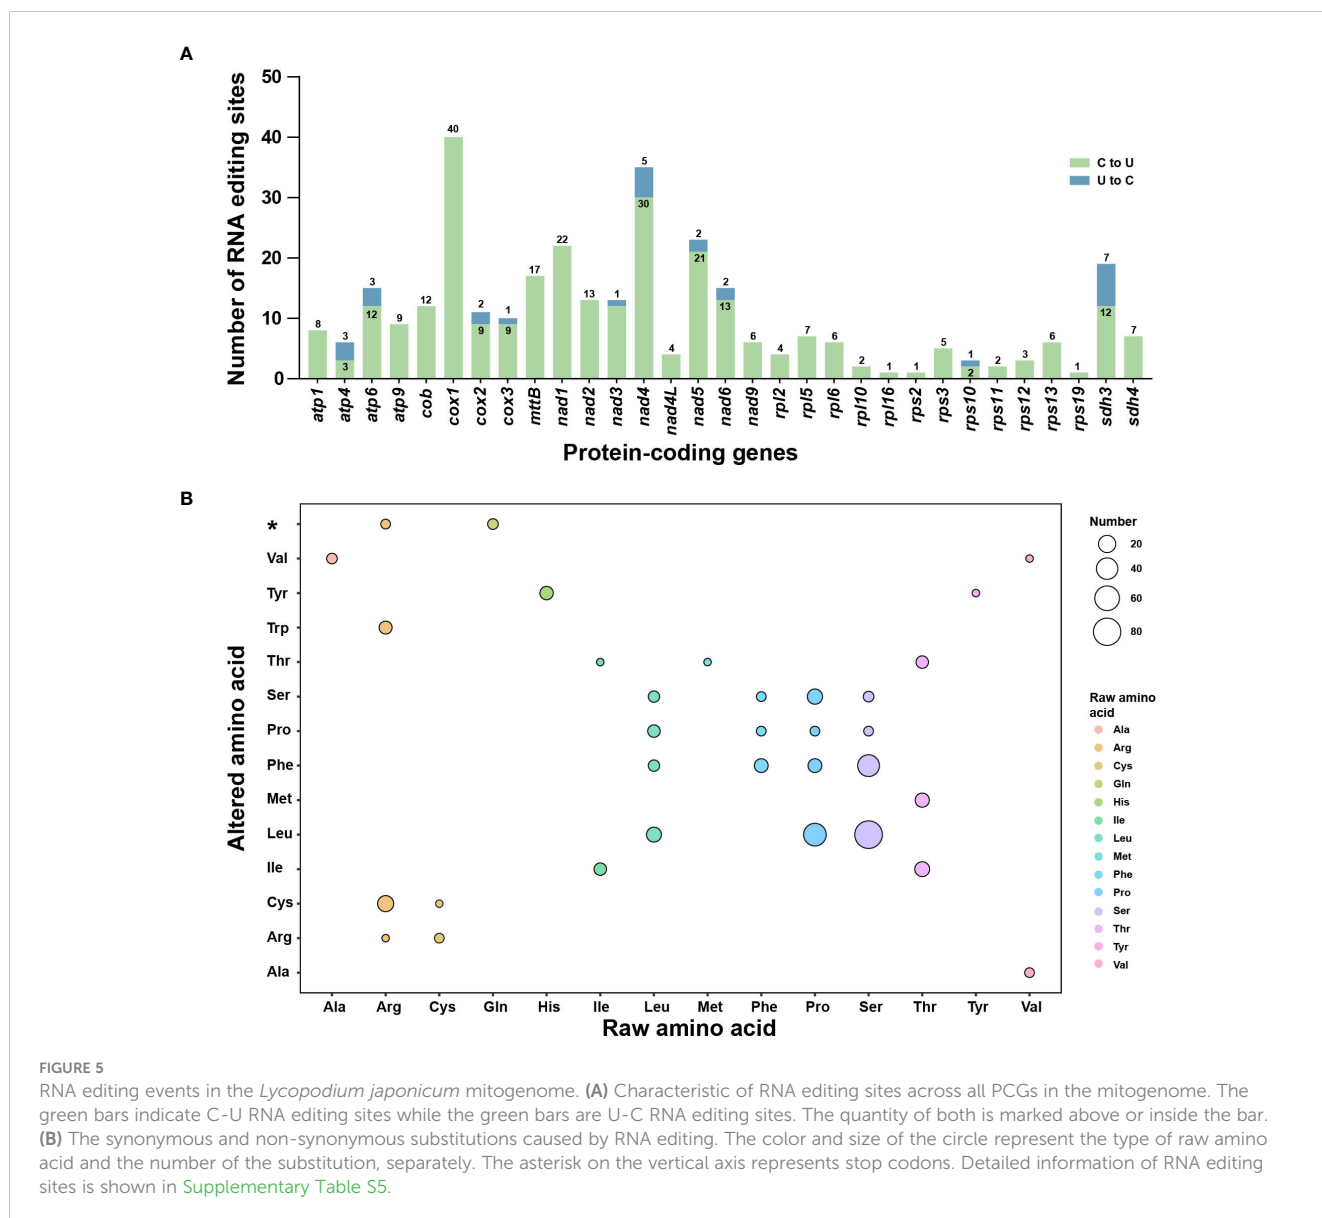 A
Number of RNA editing sites
50
40
30
20
10
0
8
3
3
3
12
9
12
40
2
9
1
9
17
22
13
1
5
30
4
2
21
2
13
6
4
7
6
2
1
1
5
1
2
2
3
6
1
7
12
7
C to U
U to C
atp1
atp4
atp6
atp9
cob
cox1
cox2
cox3
mttB
nad1
nad2
nad3
nad4
nad4L
nad5
nad6
nad9
rpl2
rpl5
rpl6
rpl10
rpl16
rps2
rps3
rps10
rps11
rps12
rps13
rps19
sdh3
sdh4
Protein-coding genes
B
Altered amino acid
*
Val
Tyr
Trp
Thr
Ser
Pro
Phe
Met
Leu
Ile
Cys
Arg
Ala
Ala Arg Cys Gln His Ile Leu Met Phe Pro Ser Thr Tyr Val
Raw amino acid
Number
20
40
60
80
Raw amino
acid
Ala
Arg
Cys
Gln
His
Ile
Leu
Met
Phe
Pro
Ser
Thr
Tyr
Val
FIGURE 5
RNA editing events in the Lycopodium japonicum mitogenome. (A) Characteristic of RNA editing sites across all PCGs in the mitogenome. The
green bars indicate C-U RNA editing sites while the green bars are U-C RNA editing sites. The quantity of both is marked above or inside the bar.
(B) The synonymous and non-synonymous substitutions caused by RNA editing. The color and size of the circle represent the type of raw amino
acid and the number of the substitution, separately. The asterisk on the vertical axis represents stop codons. Detailed information of RNA editing
sites is shown in Supplementary Table S5.